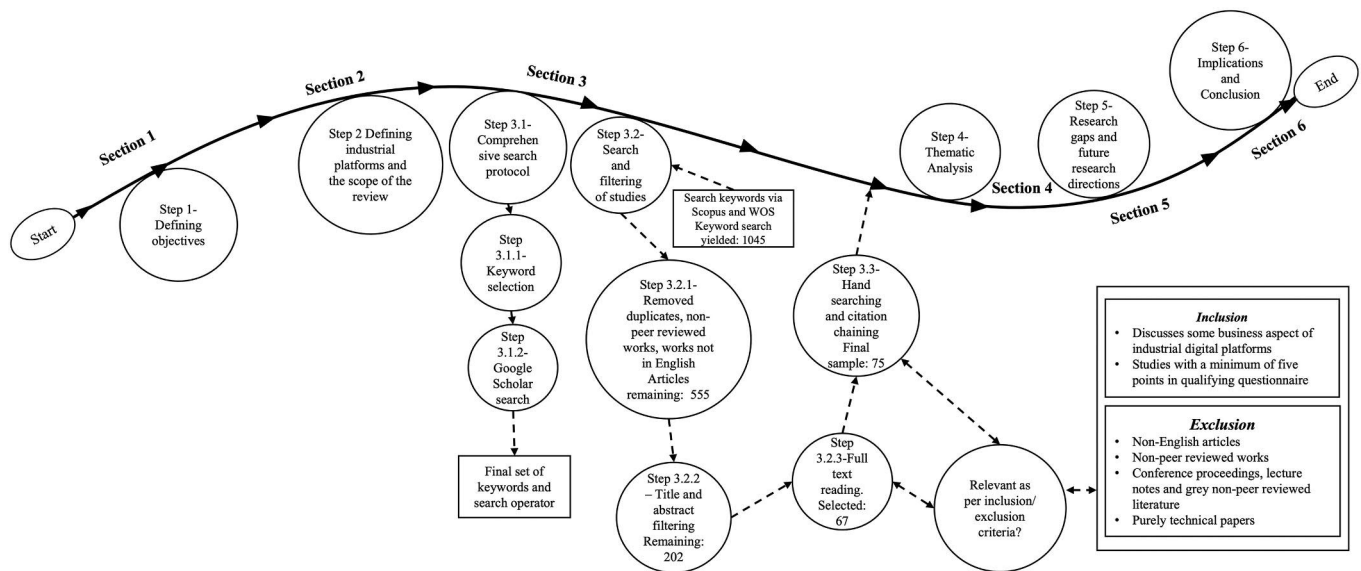 Start
Section 1
Step 1-
Defining
objectives
Section 2
Step 2 Defining
industrial
platforms and
the scope of the
review
Section 3
Step 3.1-
Comprehen
sive search
protocol
Step
3.1.1-
Keyword
selection
Step
3.1.2-
Google
Scholar
search
Final set of
keywords and
search operator
Step
3.2-
Search
and
filtering
of studies
Search keywords via
Scopus and WOS
Keyword search
yielded: 1045
Step 3.2.1-
Removed
duplicates, non-
peer reviewed
works, works not
in English
Articles
remaining: 555
Step 3.2.2
– Title and
abstract
filtering
Remaining:
202
Step
3.2.3-Full
text
reading.
Selected:
67
Step 3.3-
Hand
searching
and citation
chaining
Final
sample: 75
Relevant as
per inclusion/
exclusion
criteria?
Inclusion
• Discusses some business aspect of
industrial digital platforms
• Studies with a minimum of five
points in qualifying questionnaire
Exclusion
• Non-English articles
• Non-peer reviewed works
• Conference proceedings, lecture
notes and grey non-peer reviewed
literature
• Purely technical papers
Step 4-
Thematic
Analysis
Section 4
Step 5-
Research
gaps and
future
research
directions
Section 5
Step 6-
Implications
and
Conclusion
Section 6
End